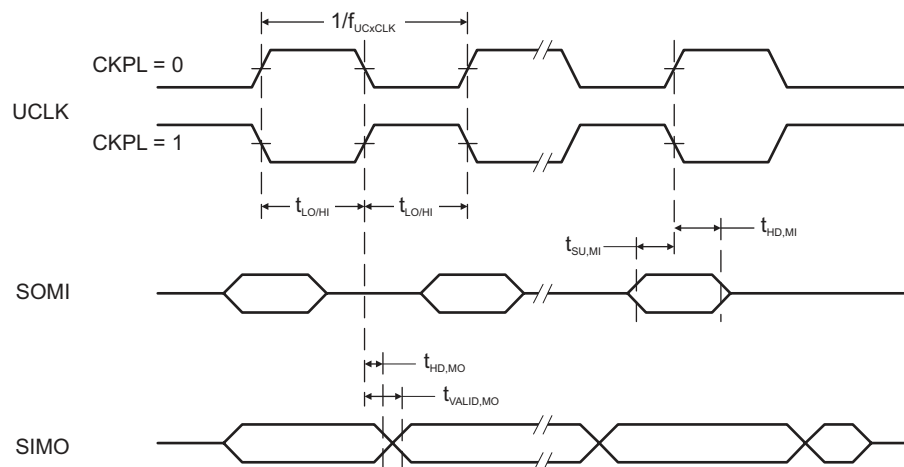 1/fUCxCLK
CKPL = 0
UCLK
CKPL = 1
tLO/HI
tLO/HI
tHD,MI
tSU,MI
SOMI
tHD,MO
tVALID,MO
SIMO